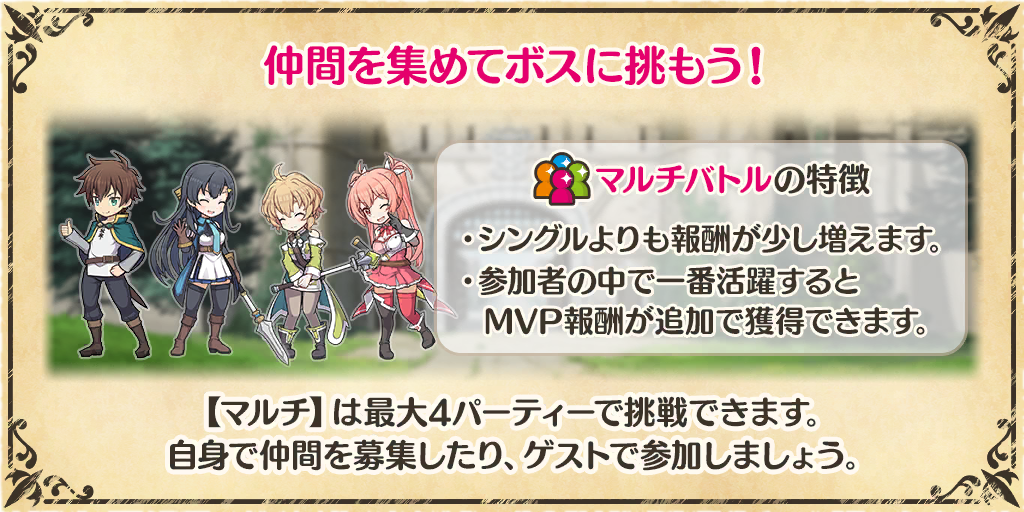 仲間を集めてボスに挑もう!
マルチバトルの特徴
・シングルよりも報酬が少し増えます。
・参加者の中で一番活躍すると
MVP報酬が追加で獲得できます。
【マルチ】は最大4パーティーで挑戦できます。
自身で仲間を募集したり、ゲストで参加しましょう。